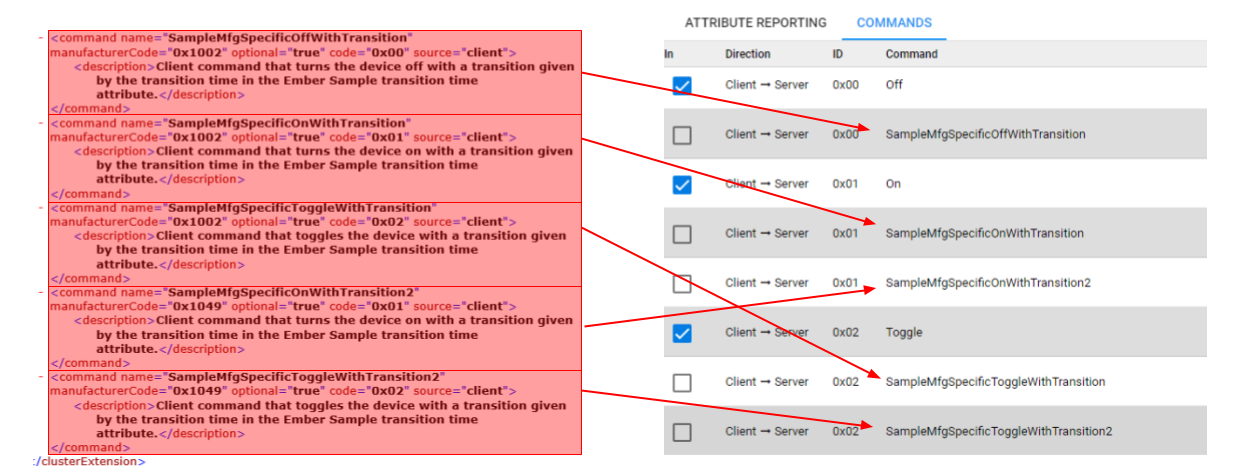 - <command name="SampleMfgSpecificOffWithTransition"
manufacturerCode="0x1002" optional="true" code="0x00" source="client">
<description>Client command that turns the device off with a transition given
by the transition time in the Ember Sample transition time
attribute.</description>
</command>
- <command name="SampleMfgSpecificOnWithTransition"
manufacturerCode="0x1002" optional="true" code="0x01" source="client">
<description>Client command that turns the device on with a transition given
by the transition time in the Ember Sample transition time
attribute.</description>
</command>
- <command name="SampleMfgSpecificToggleWithTransition"
manufacturerCode="0x1002" optional="true" code="0x02" source="client">
<description>Client command that toggles the device with a transition given
by the transition time in the Ember Sample transition time
attribute.</description>
</command>
- <command name="SampleMfgSpecificOnWithTransition2"
manufacturerCode="0x1049" optional="true" code="0x01" source="client">
<description>Client command that turns the device on with a transition given
by the transition time in the Ember Sample transition time
attribute.</description>
</command>
- <command name="SampleMfgSpecificToggleWithTransition2"
manufacturerCode="0x1049" optional="true" code="0x02" source="client">
<description>Client command that toggles the device with a transition given
by the transition time in the Ember Sample transition time
attribute.</description>
</command>
:/clusterExtension>
ATTRIBUTE REPORTING COMMANDS
In Direction ID Command
Client → Server 0x00 Off
Client → Server 0x00 SampleMfgSpecificOffWithTransition
Client → Server 0x01 On
Client → Server 0x01 SampleMfgSpecificOnWithTransition
Client → Server 0x01 SampleMfgSpecificOnWithTransition2
Client → Server 0x02 Toggle
Client → Server 0x02 SampleMfgSpecificToggleWithTransition
Client → Server 0x02 SampleMfgSpecificToggleWithTransition2